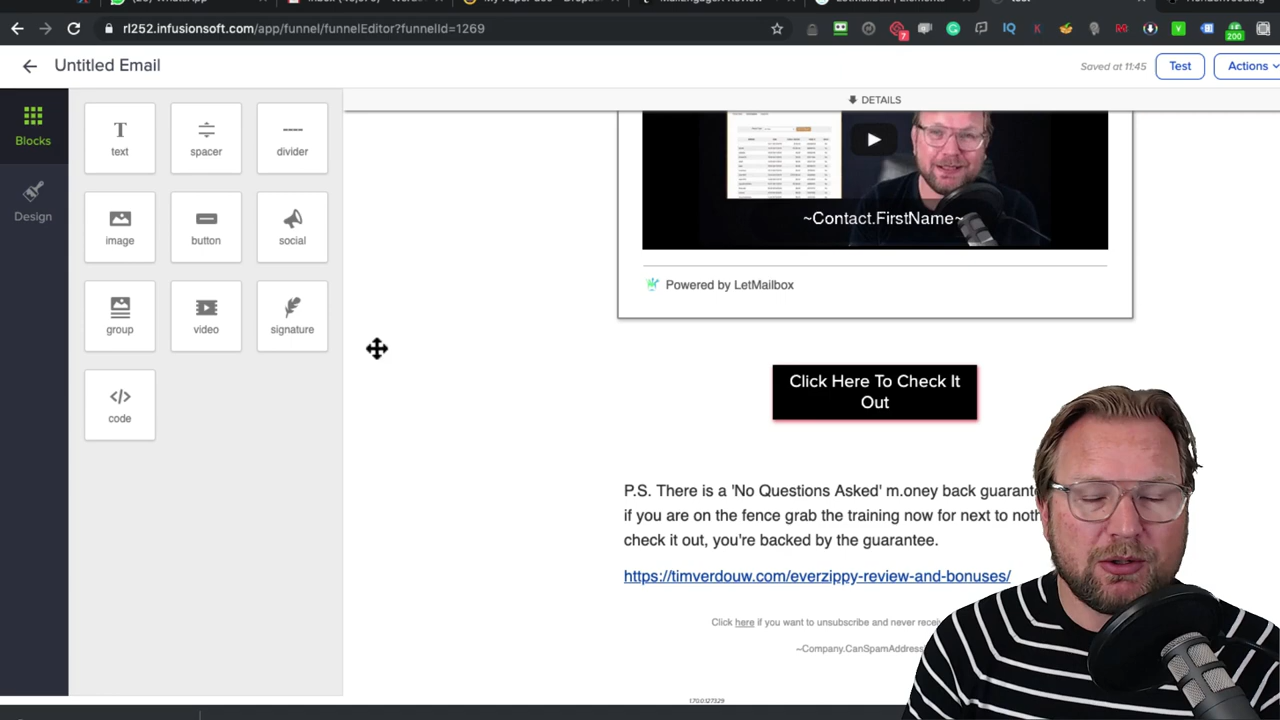 WhatsApp
rl252.infusionsoft.com/app/funnel/funnelEditor?funnelId=1269
IQ
K
7
200
Untitled Email
Saved at 11:45
Test
Actions
DETAILS
Blocks
Design
text
spacer
divider
image
button
social
group
video
signature
code
~Contact.FirstName~
Powered by LetMailbox
Click Here To Check It
Out
P.S. There is a 'No Questions Asked' m.oney back
if you are on the fence grab the training now for next to
check it out, you're backed by the guarantee.
https://timverdouw.com/everzippy-review-and-bonuses/
Click here if you want to unsubscribe and never
~Company.CanSpamAddress